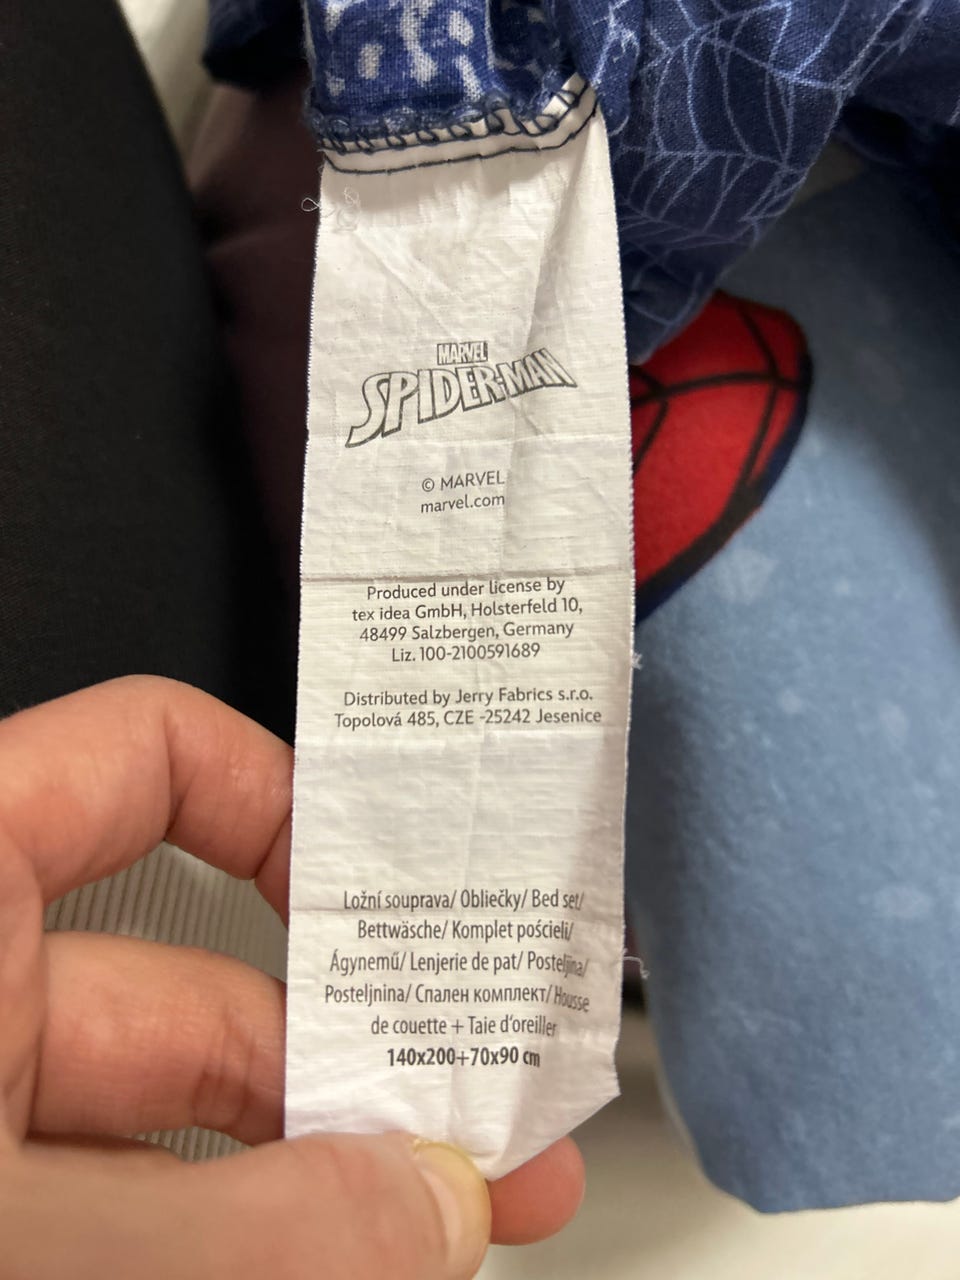 MARVEL
SPIDER-MAN
© MARVEL
marvel.com
Produced under license by
tex idea GmbH, Holsterfeld 10,
48499 Salzbergen, Germany
Liz. 100-2100591689
Distributed by Jerry Fabrics s.r.o.
Topolová 485, CZE -25242 Jesenice
Ložní souprava/ Obliečky/ Bed set/
Bettwäsche/ Komplet pościeli/
Ágynemű/ Lenjerie de pat/ Posteljina/
Posteljnina/ Спален комплект/ Housse
de couette + Taie d'oreiller
140x200+70x90 cm